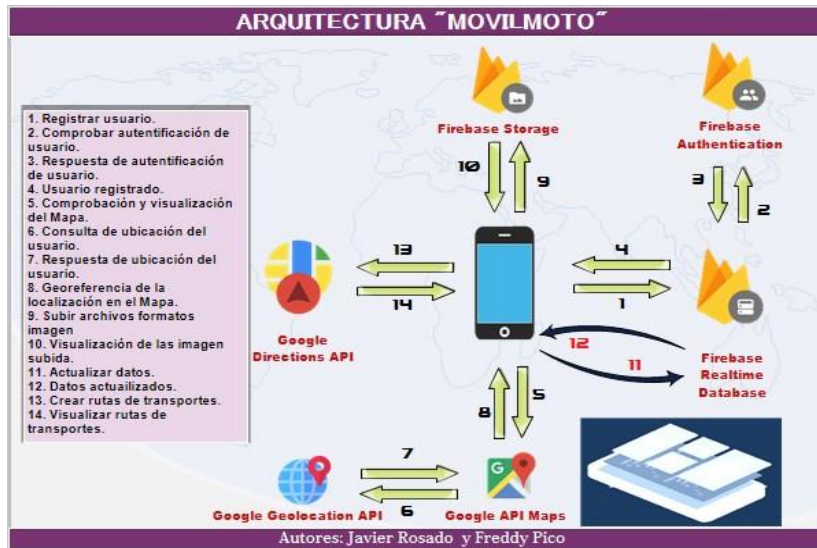 ARQUITECTURA "MOVILMOTO"
1. Registrar usuario.
2. Comprobar autentificación de
usuario.
3. Respuesta de autentificación
de usuario.
4. Usuario registrado.
5. Comprobación y visualización
del Mapa.
6. Consulta de ubicación del
usuario.
7. Respuesta de ubicación del
usuario.
8. Georeferencia de la
localización en el Mapa.
9. Subir archivos formatos
imagen
10. Visualización de las imagen
subida.
11. Actualizar datos.
12. Datos actuailizados.
13. Crear rutas de transportes.
14. Visualizar rutas de
transportes.
Firebase Storage
Firebase
Authentication
10
9
3
2
13
14
4
1
Google
Directions API
12
11
Firebase
Realtime
Database
8
5
7
6
G
Google Geolocation API
Google API Maps
Autores: Javier Rosado y Freddy Pico